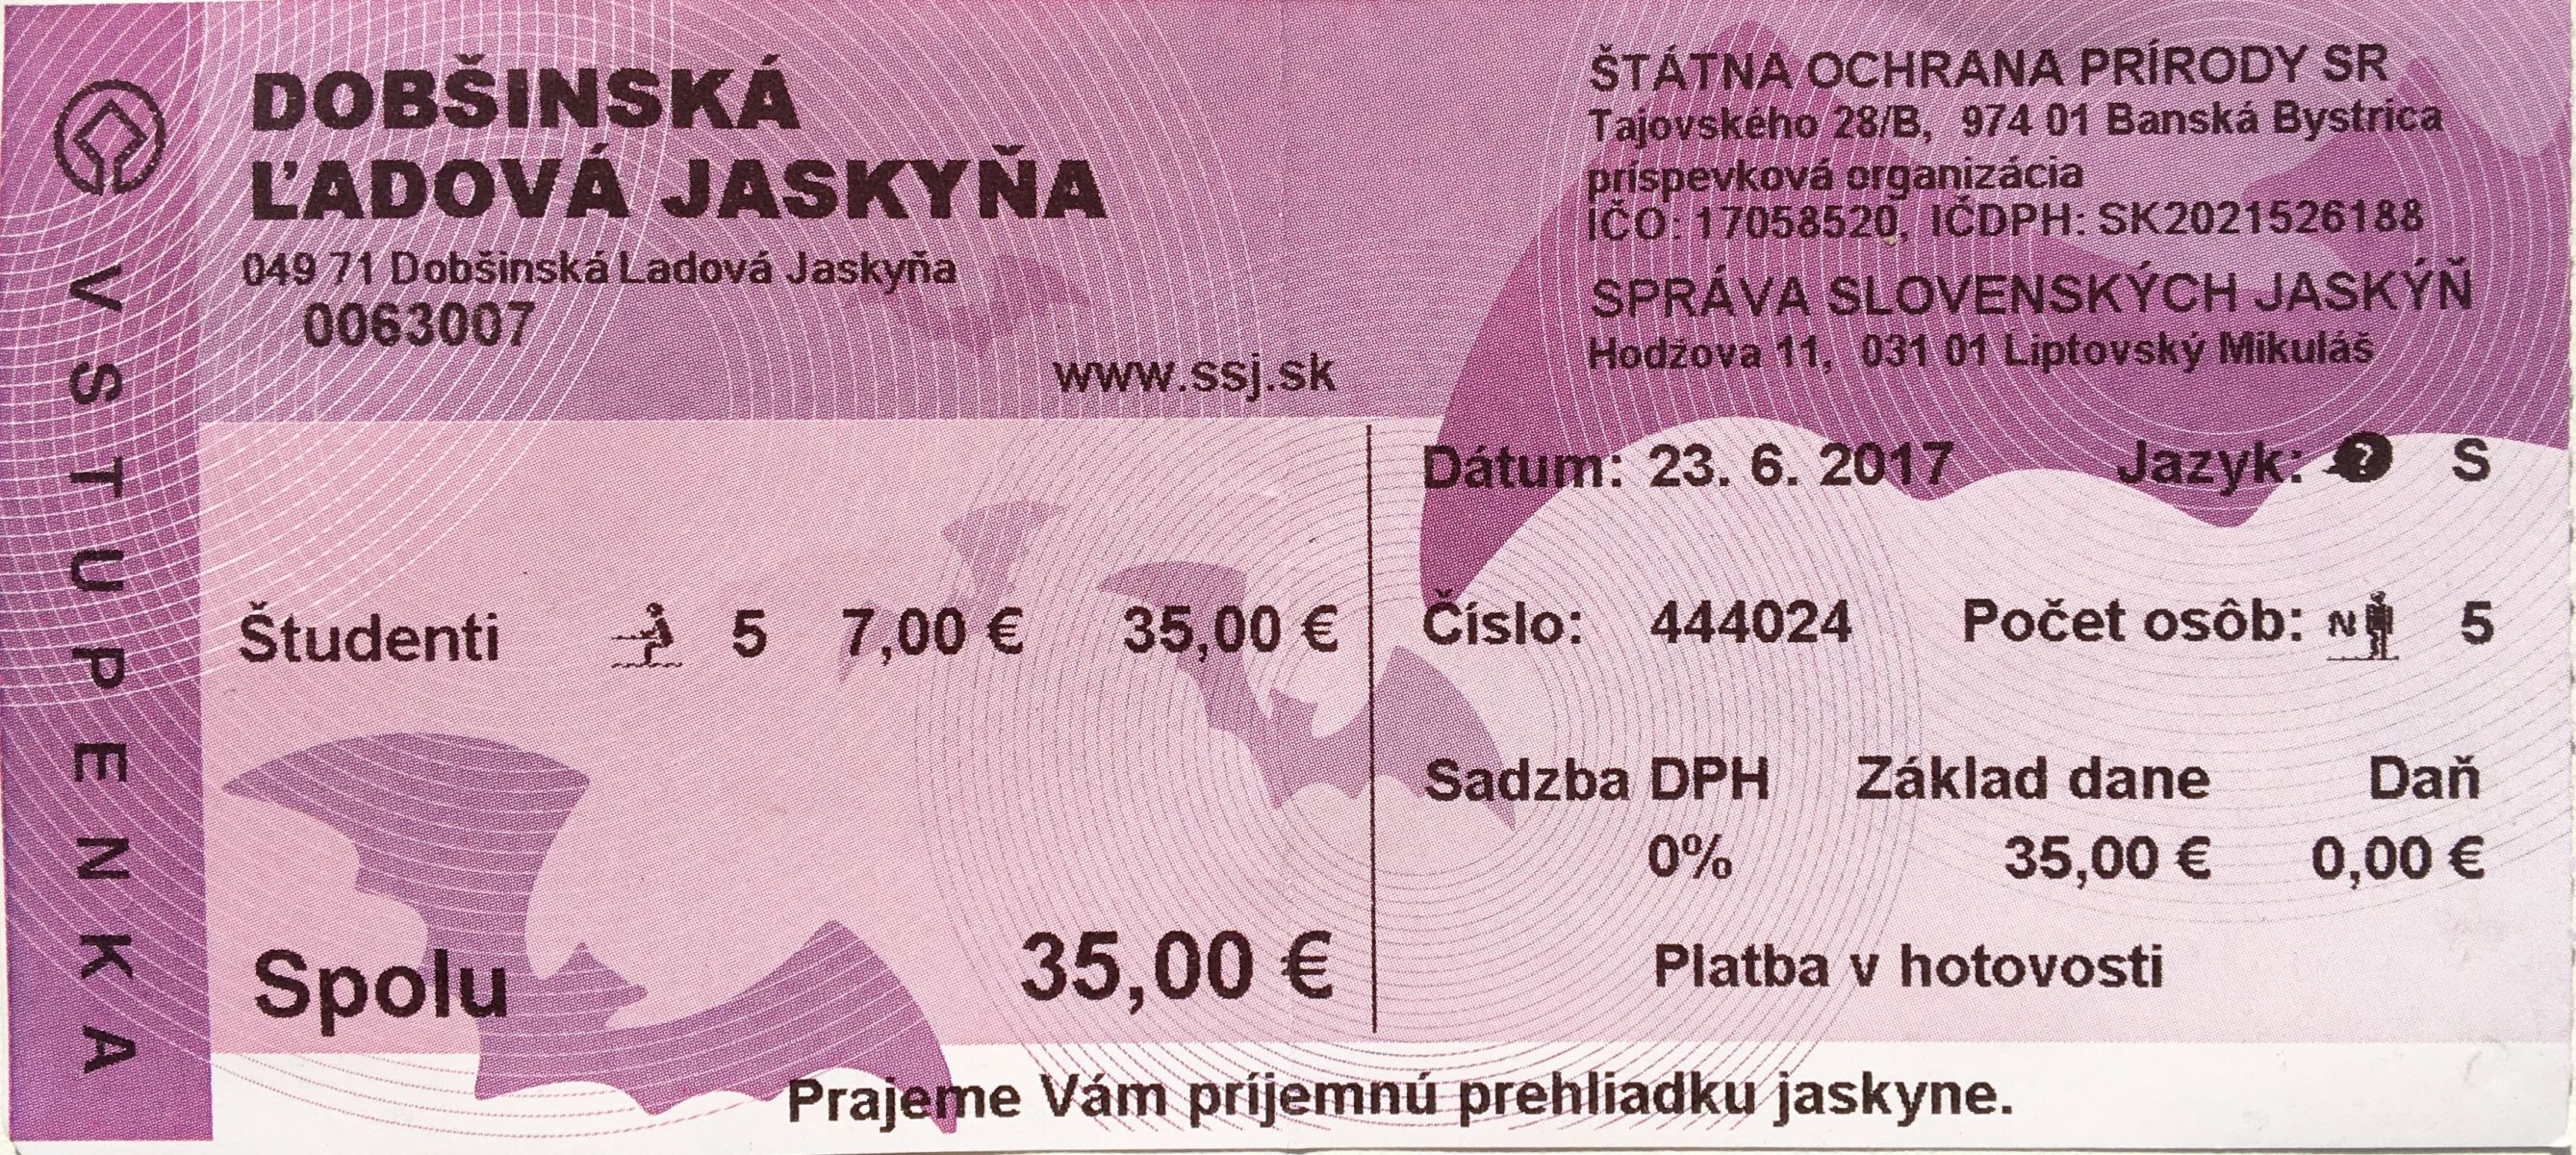 VSTUPENKA
DOBŠINSKÁ
ĽADOVÁ JASKYŇA
049 71 Dobšinská Ladová Jaskyňa
0063007
www.ssj.sk
ŠTÁTNA OCHRANA PRÍRODY SR
Tajovského 28/B, 974 01 Banská Bystrica
príspevková organizácia
IČO: 17058520, IČDPH: SK2021526188
SPRÁVA SLOVENSKÝCH JASKÝŇ
Hodžova 11, 031 01 Liptovský Mikuláš
Študenti 5 7,00 € 35,00 €
Spolu 35,00 €
Dátum: 23. 6. 2017 Jazyk: ? S
Číslo: 444024 Počet osôb: N 5
Sadzba DPH Základ dane Daň
0% 35,00 € 0,00 €
Platba v hotovosti
Prajeme Vám príjemnú prehliadku jaskyne.